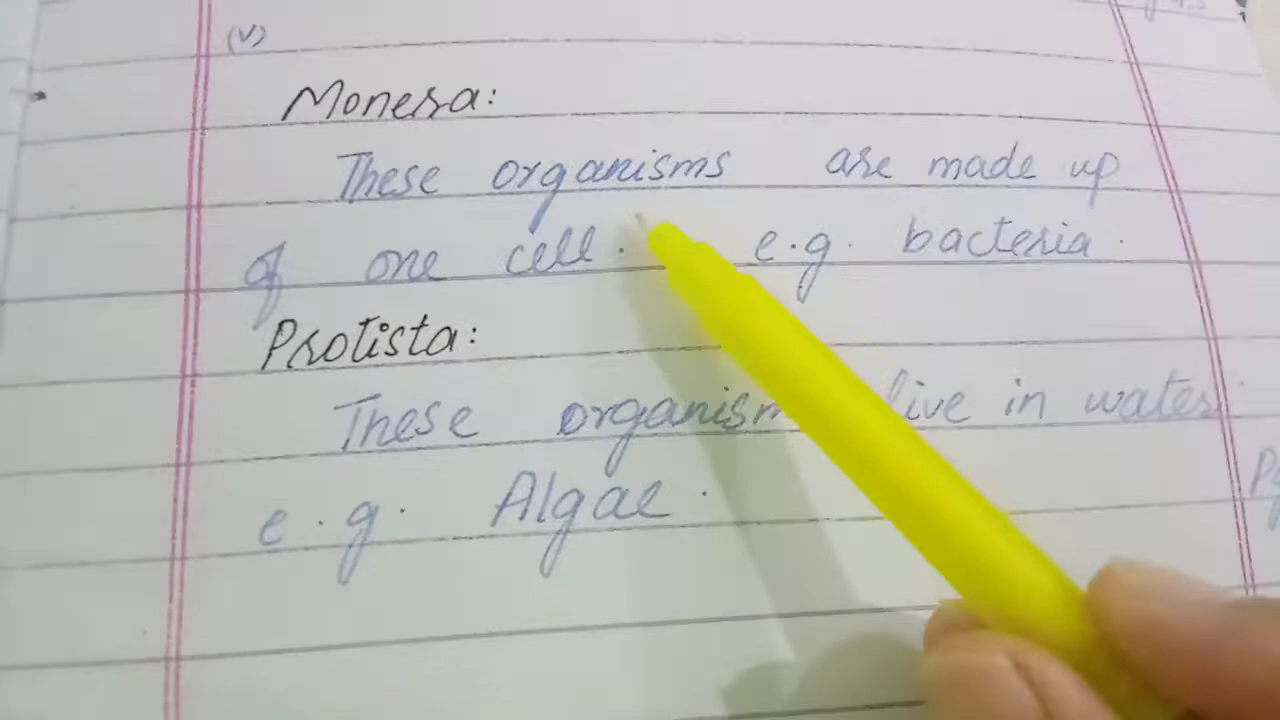 (v)
Monera:
These organisms are made up
of one cell. e.g. bacteria.
Protista:
These organism live in water.
e.g. Algae.